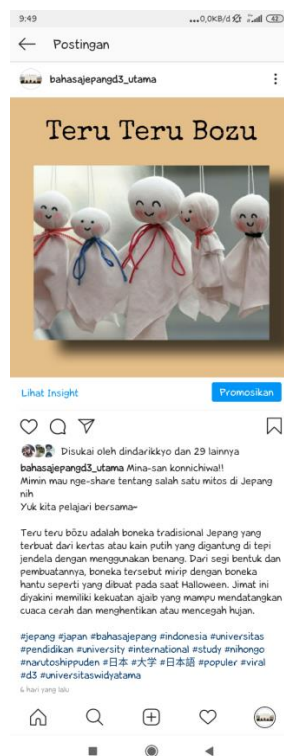 9:49
...0,0KB/d
42
Postingan
bahasajepangd3_utama
Teru Teru Bozu
Lihat Insight
Promosikan
Disukai oleh dindarikkyo dan 29 lainnya
bahasajepangd3_utama Mina-san konnichiwa!!
Mimin mau nge-share tentang salah satu mitos di Jepang
nih
Yuk kita pelajari bersama~
Teru teru bōzu adalah boneka tradisional Jepang yang
terbuat dari kertas atau kain putih yang digantung di tepi
jendela dengan menggunakan benang. Dari segi bentuk dan
pembuatannya, boneka tersebut mirip dengan boneka
hantu seperti yang dibuat pada saat Halloween. Jimat ini
diyakini memiliki kekuatan ajaib yang mampu mendatangkan
cuaca cerah dan menghentikan atau mencegah hujan.
#jepang #japan #bahasajepang #indonesia #universitas
#pendidikan #university #international #study #nihongo
#narutoshippuden #日本 #大学 #日本語 #populer #viral
#d3 #universitaswidyatama
6 hari yang lalu